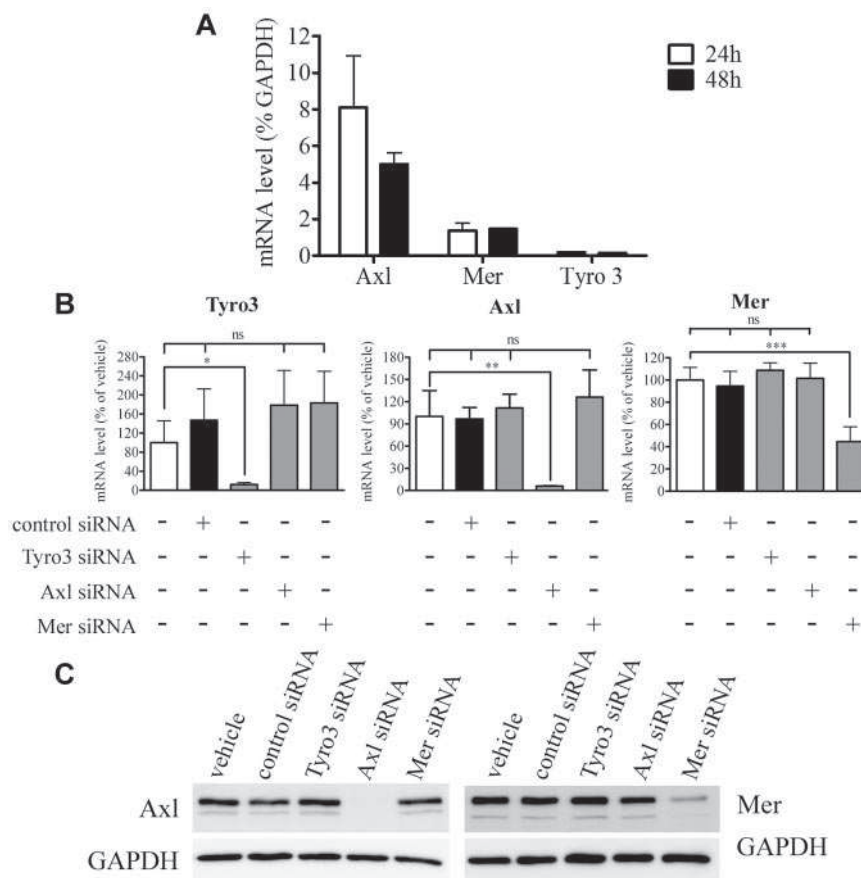 A
mRNA level (% GAPDH)
12
10
8
6
4
2
0
Axl
Mer
Tyro 3
24h
48h
B
Tyro3
mRNA level (% of vehicle)
280
240
200
160
120
80
40
0
ns
*
Axl
mRNA level (% of vehicle)
150
120
90
60
30
0
ns
**
Mer
mRNA level (% of vehicle)
120
100
80
60
40
20
0
ns
***
control siRNA - + - - - - + - - - - + - - -
Tyro3 siRNA - - + - - - - + - - - - + - -
Axl siRNA - - - + - - - - + - - - - + -
Mer siRNA - - - - + - - - - + - - - - +
C
vehicle
control siRNA
Tyro3 siRNA
Axl siRNA
Mer siRNA
vehicle
control siRNA
Tyro3 siRNA
Axl siRNA
Mer siRNA
Axl
Mer
GAPDH
GAPDH